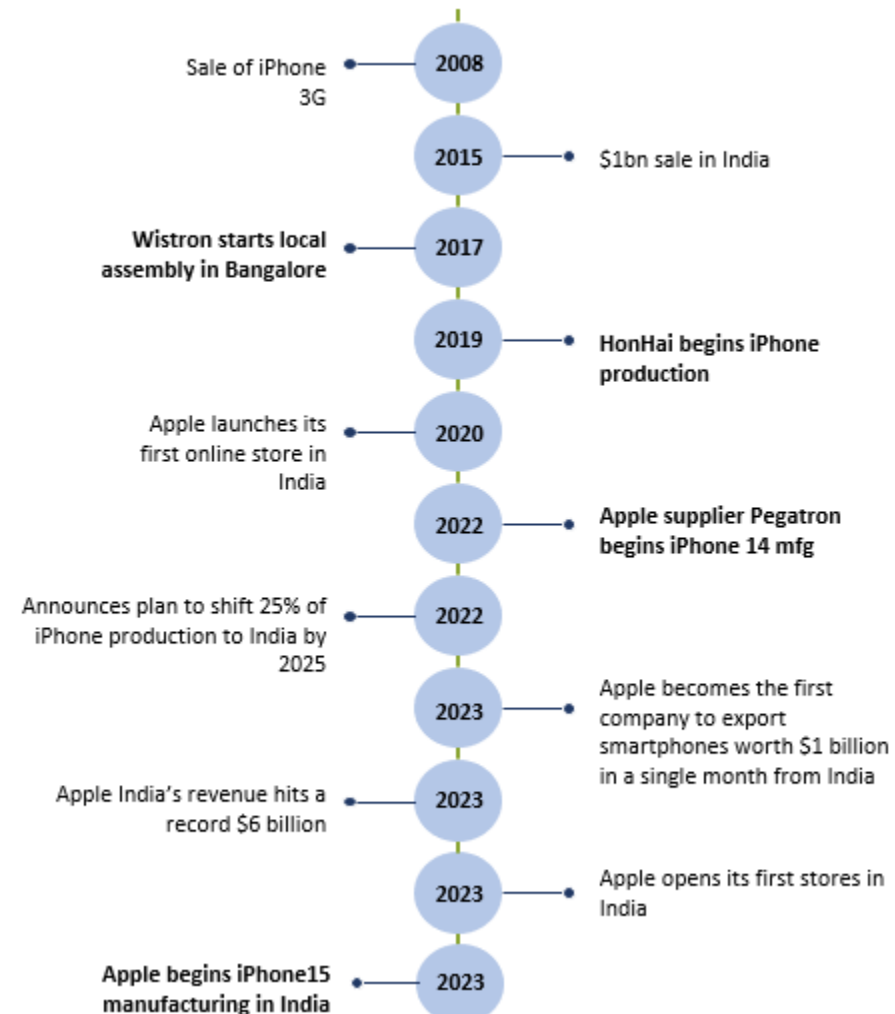 2008
Sale of iPhone
3G
2015
$1bn sale in India
2017
Wistron starts local
assembly in Bangalore
2019
HonHai begins iPhone
production
2020
Apple launches its
first online store in
India
2022
Apple supplier Pegatron
begins iPhone 14 mfg
2022
Announces plan to shift 25% of
iPhone production to India by
2025
2023
Apple becomes the first
company to export
smartphones worth $1 billion
in a single month from India
2023
Apple India’s revenue hits a
record $6 billion
2023
Apple opens its first stores in
India
2023
Apple begins iPhone15
manufacturing in India